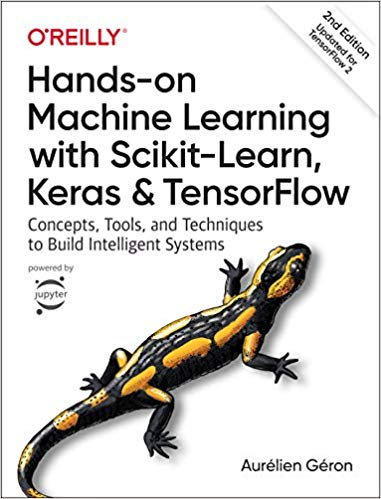 O'REILLY®
2nd Edition
Updated for
TensorFlow 2
Hands-on
Machine Learning
with Scikit-Learn,
Keras & TensorFlow
Concepts, Tools, and Techniques
to Build Intelligent Systems
powered by
jupyter
Aurélien Géron